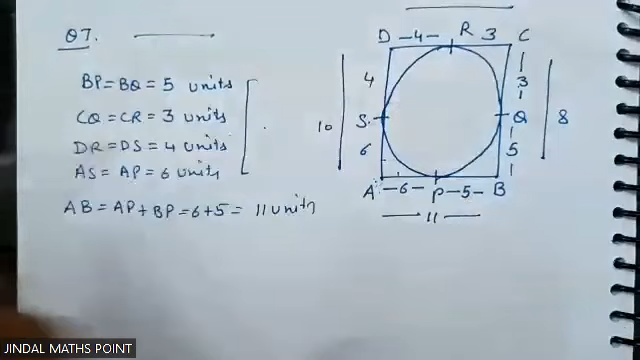 Q7.
BP=BQ = 5 units
CQ=CR = 3 units
DR=DS = 4 units
AS = AP = 6 units
AB = AP + BP = 6+5 = 11 units
D -4- R 3 C
4 3
10 S Q 8
6 5
A -6- P -5- B
11
JINDAL MATHS POINT